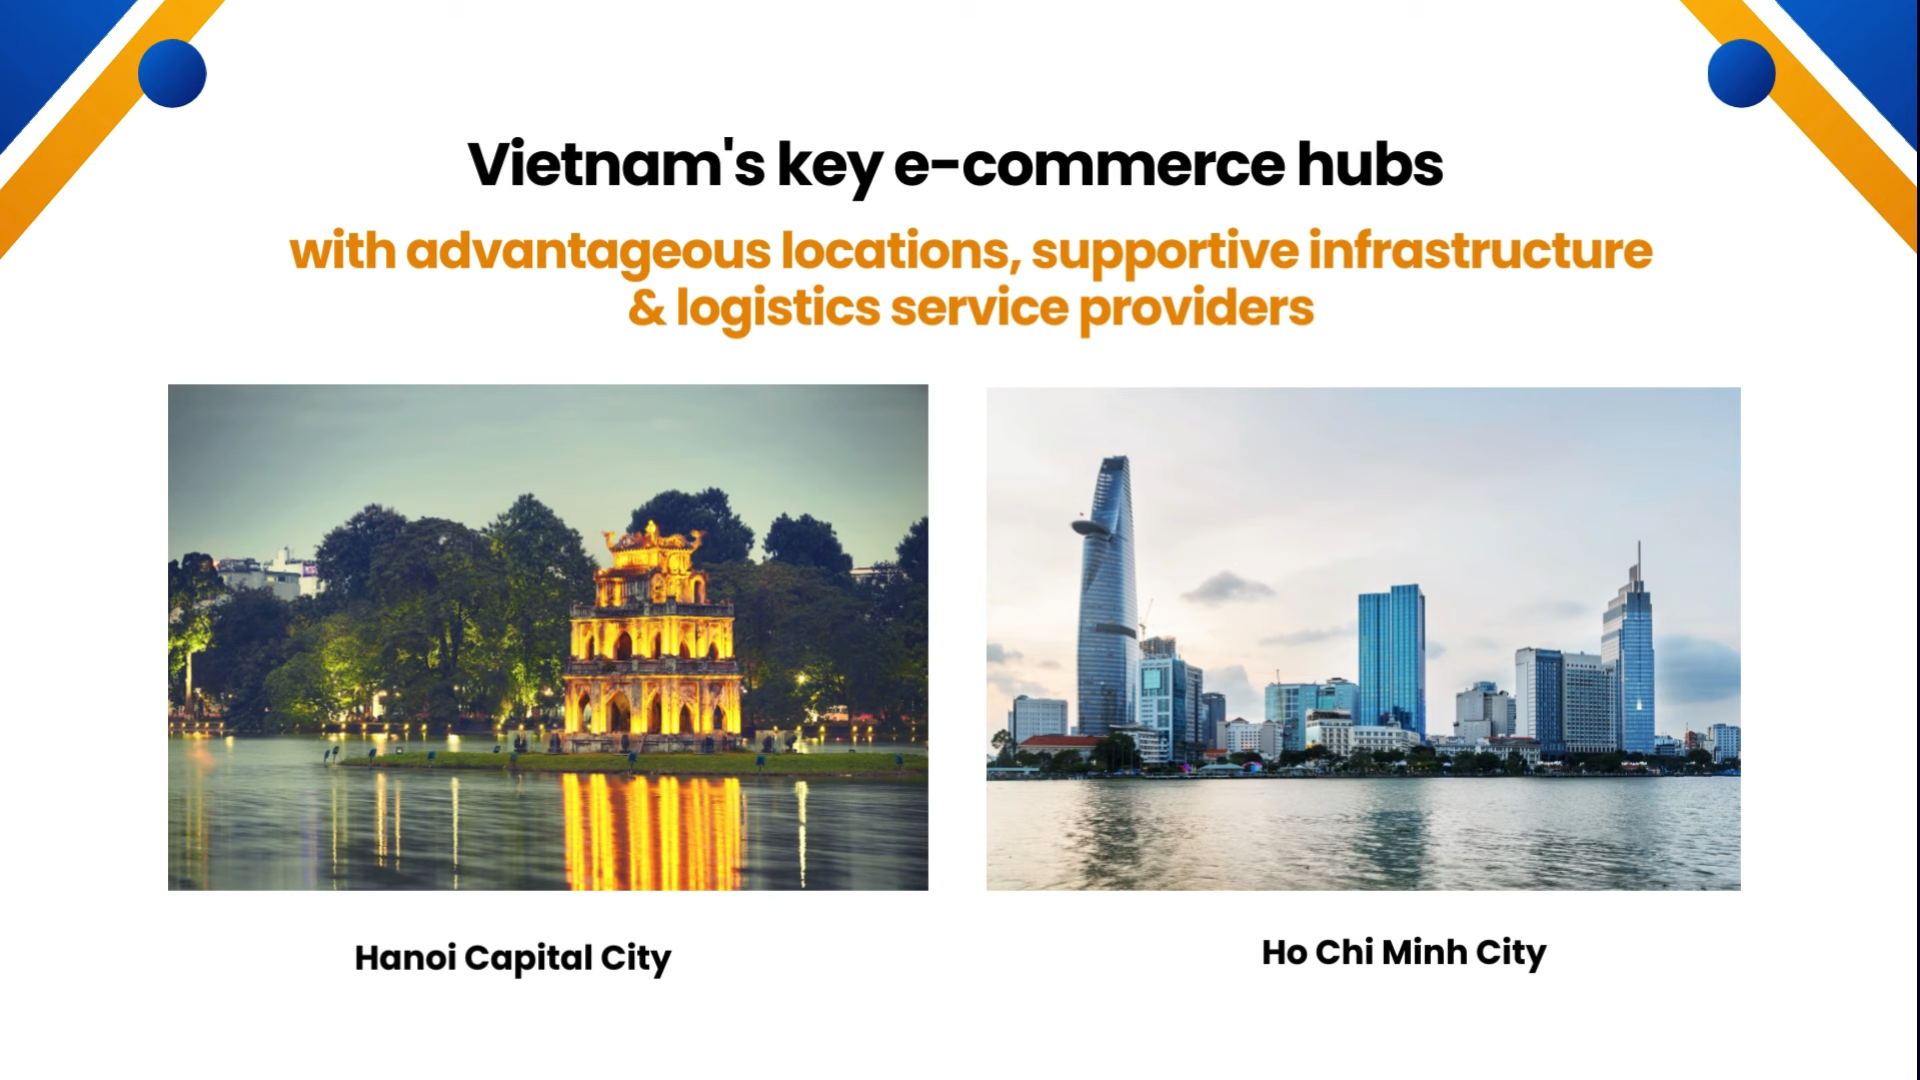 Vietnam's key e-commerce hubs
with advantageous locations, supportive infrastructure
& logistics service providers
Hanoi Capital City
Ho Chi Minh City